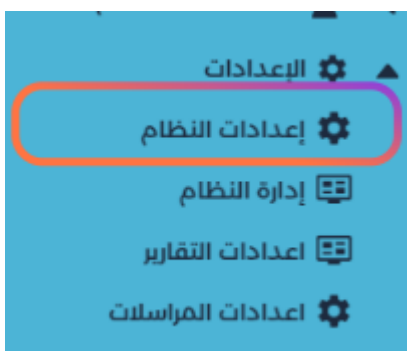 الإعدادات
إعدادات النظام
إدارة النظام
اعدادات التقارير
اعدادات المراسلات